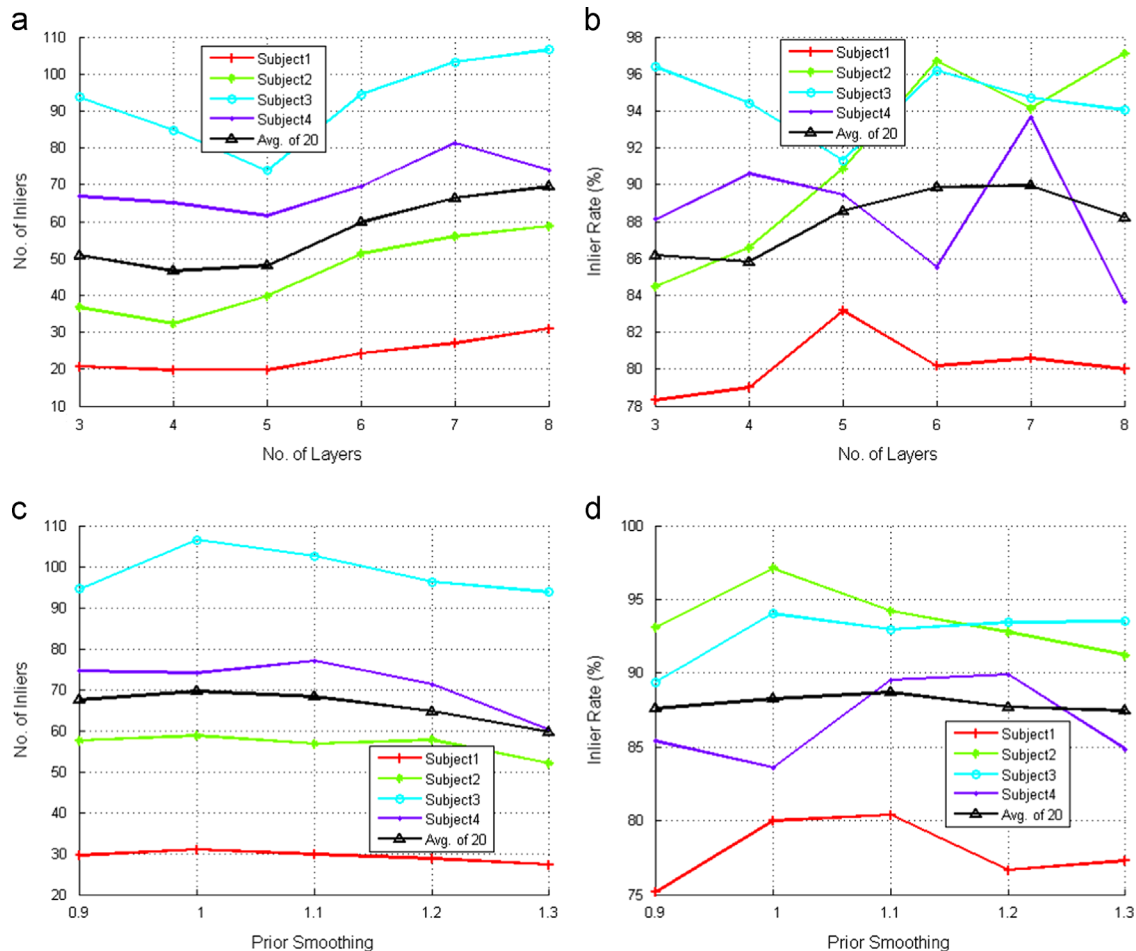 a
110
100
90
80
70
60
50
40
30
20
10
3 4 5 6 7 8
No. of Inliers
No. of Layers
Subject1
Subject2
Subject3
Subject4
Avg. of 20
b
98
96
94
92
90
88
86
84
82
80
78
3 4 5 6 7 8
Inlier Rate (%)
No. of Layers
Subject1
Subject2
Subject3
Subject4
Avg. of 20
c
110
100
90
80
70
60
50
40
30
20
0.9 1 1.1 1.2 1.3
No. of Inliers
Prior Smoothing
Subject1
Subject2
Subject3
Subject4
Avg. of 20
d
100
95
90
85
80
75
0.9 1 1.1 1.2 1.3
Inlier Rate (%)
Prior Smoothing
Subject1
Subject2
Subject3
Subject4
Avg. of 20